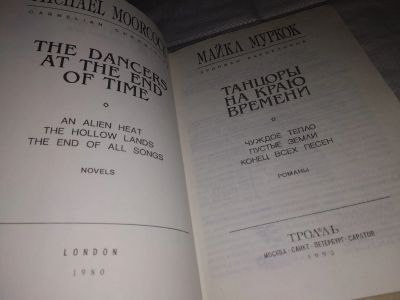 MICHAEL MOORCOCK
THE DANCERS
AT THE END
OF TIME
AN ALIEN HEAT
THE HOLLOW LANDS
THE END OF ALL SONGS
NOVELS
LONDON
1980
МАЙКЛ МУРКОК
ТАНЦОРЫ
НА КРАЮ
ВРЕМЕНИ
ЧУЖДОЕ ТЕПЛО
ПУСТЫЕ ЗЕМЛИ
КОНЕЦ ВСЕХ ПЕСЕН
РОМАНЫ
ТРОЛЛЬ
МОСКВА·САНКТ-ПЕТЕРБУРГ·САРАТОВ